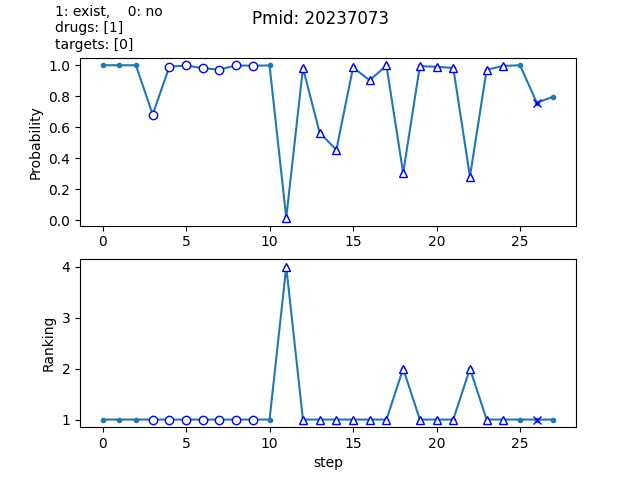 1: exist,    0: no
drugs: [1]
targets: [0]
Pmid: 20237073
Probability
1.0
0.8
0.6
0.4
0.2
0.0
0 5 10 15 20 25
Ranking
4
3
2
1
0 5 10 15 20 25
step